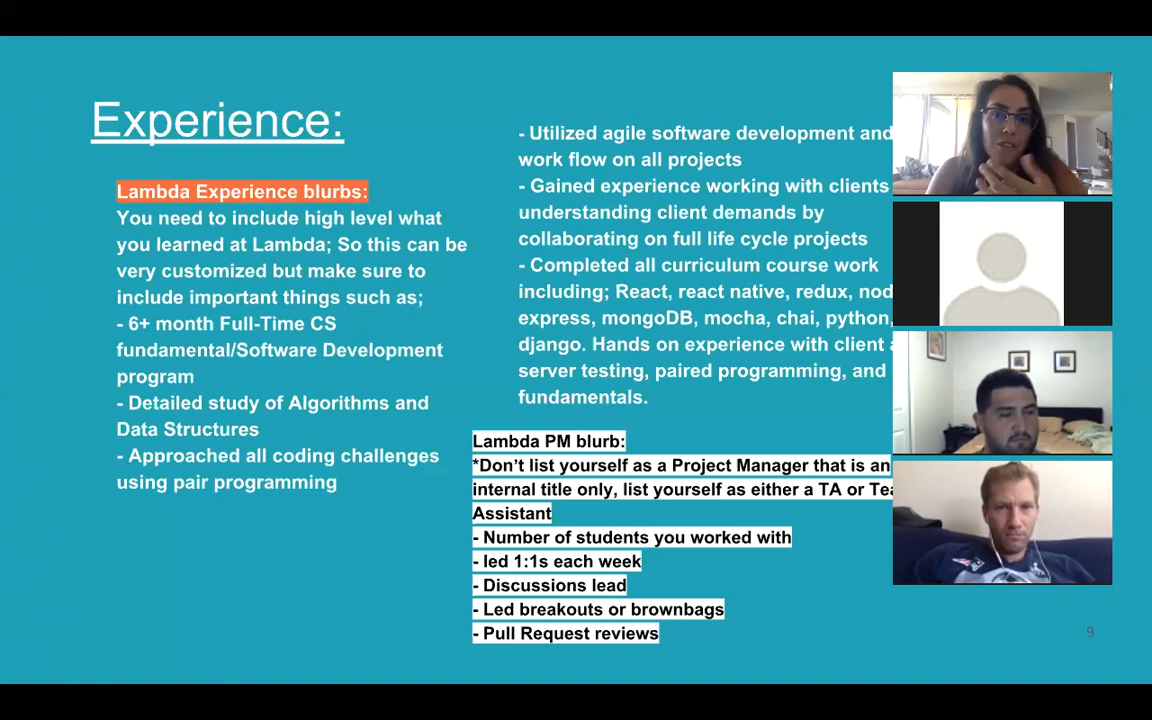 Experience:
Lambda Experience blurbs:
You need to include high level what
you learned at Lambda; So this can be
very customized but make sure to
include important things such as;
- 6+ month Full-Time CS
fundamental/Software Development
program
- Detailed study of Algorithms and
Data Structures
- Approached all coding challenges
using pair programming
- Utilized agile software development and
work flow on all projects
- Gained experience working with clients
understanding client demands by
collaborating on full life cycle projects
- Completed all curriculum course work
including; React, react native, redux,
express, mongoDB, mocha, chai, python,
django. Hands on experience with client
server testing, paired programming, and
fundamentals.
Lambda PM blurb:
*Don’t list yourself as a Project Manager that is an
internal title only, list yourself as either a TA or
Assistant
- Number of students you worked with
- led 1:1s each week
- Discussions lead
- Led breakouts or brownbags
- Pull Request reviews
9